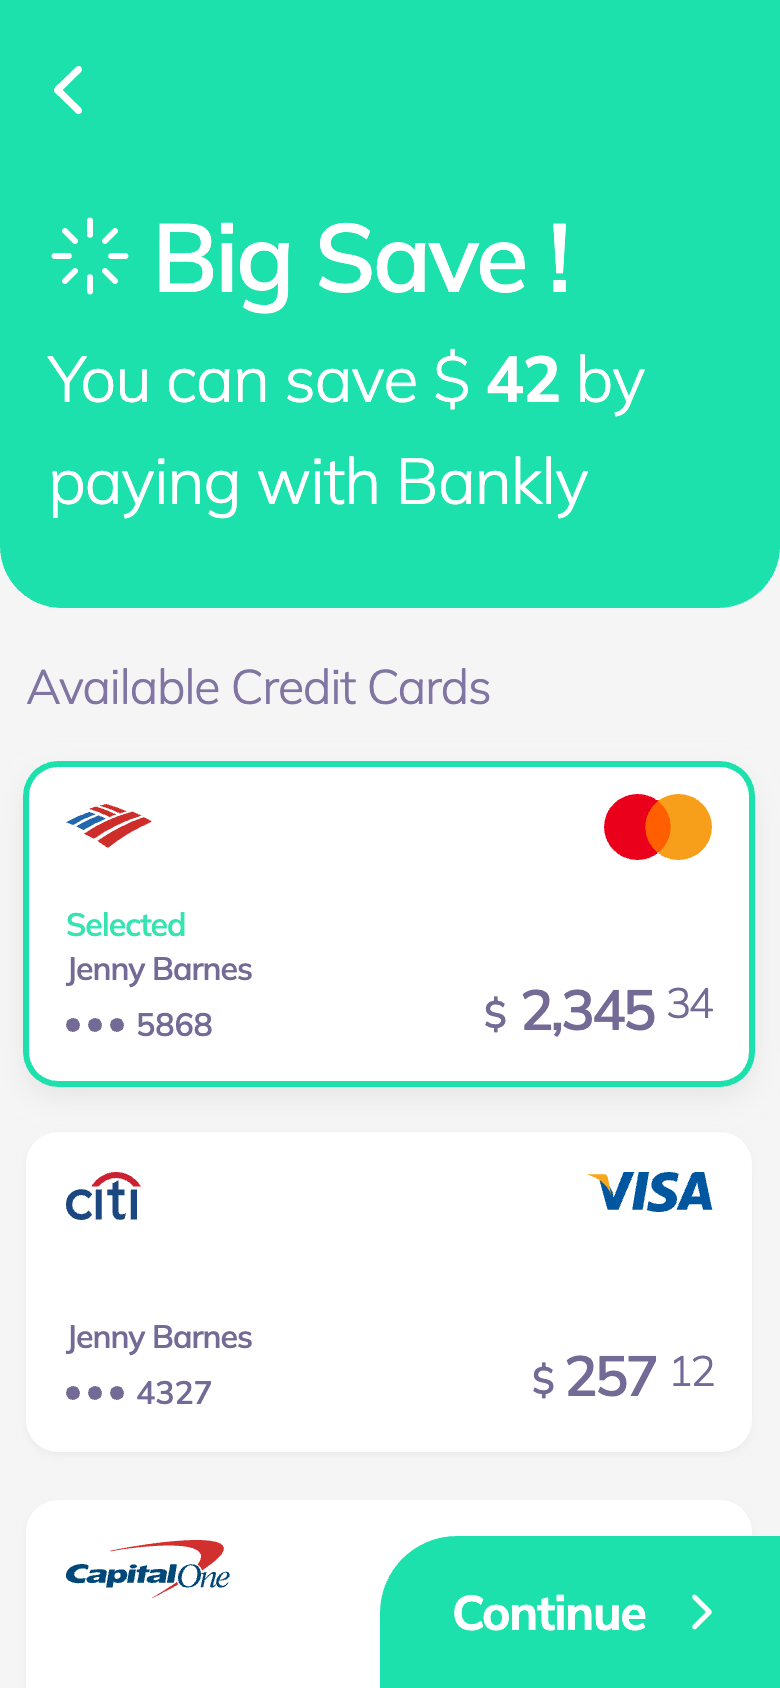 Big Save !
You can save $ 42 by
paying with Bankly
Available Credit Cards
Selected
Jenny Barnes
5868
$ 2,345 34
citi
VISA
Jenny Barnes
4327
$ 257 12
CapitalOne
Continue